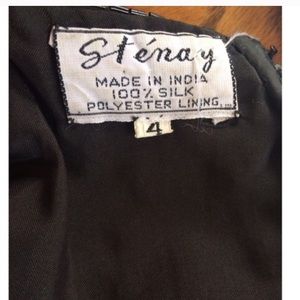 Sténay
MADE IN INDIA
100% SILK
POLYESTER LINING,...
4